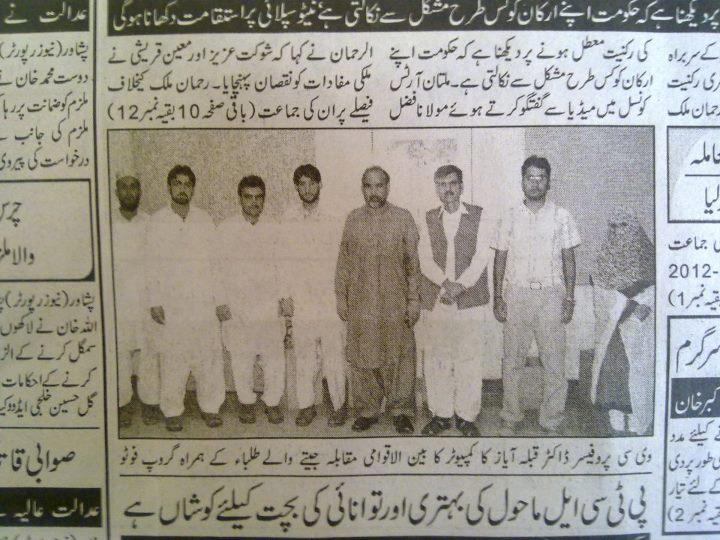 پر دیکھنا ہے کہ حکومت اپنے ارکان کو کس طرح مشکل سے نکالتی ہے، نیٹو سپلائی پر استقامت دکھانا ہوگی
کی رکنیت معطل ہونے پر دیکھنا ہے کہ حکومت اپنے
ارکان کو کس طرح مشکل سے نکالتی ہے۔ ملتان آرٹس
کونسل میں میڈیا سے گفتگو کرتے ہوئے مولانا فضل
الرحمان نے کہا کہ شوکت عزیز اور معین قریشی نے
ملکی مفادات کو نقصان پہنچایا۔ رحمان ملک کیخلاف
فیصلے پر ان کی جماعت (باقی صفحہ 10 بقیہ نمبر 12)
وی سی پروفیسر ڈاکٹر قبلہ آیاز کا کمپیوٹر کا بین الاقوامی مقابلہ جیتنے والے طلباء کے ہمراہ گروپ فوٹو
پی ٹی سی ایل ماحول کی بہتری اور توانائی کی بچت کیلئے کوشاں ہے
کے سربراہ
ری رکنیت
رحمان ملک
ی جماعت
2012-
بقیہ نمبر 1)
سرگرم
کبر خان
کیلئے مدد
ی طور پر دی
کے لئے تیار
بقیہ نمبر 2)
عدالت نے
پشاور (نیوز رپورٹر)
دوست محمد خان نے
ملزم کو ضمانت پر رہا
ملزم کی جانب
درخواست کی پیروی
چرس
والا ملزم
پشاور (نیوز رپورٹر)
اللہ خان نے لاکھوں
سمگل کرنے کے الز
کرنے کے احکامات
گل حسین خلجی ایڈووکیٹ
صوابی قا
عدالت عالیہ